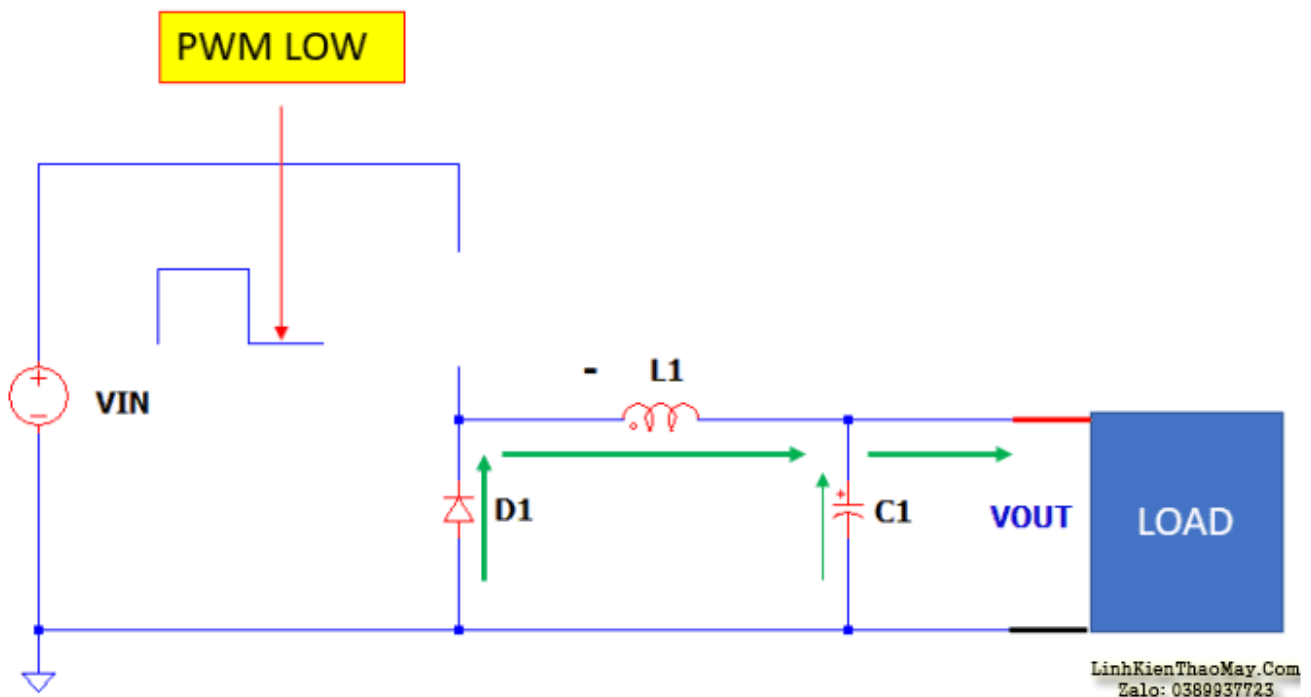 PWM LOW
+
VIN
-
L1
D1
+
C1
VOUT
LOAD
LinhKienThaoMay.Com
Zalo: 0389937723